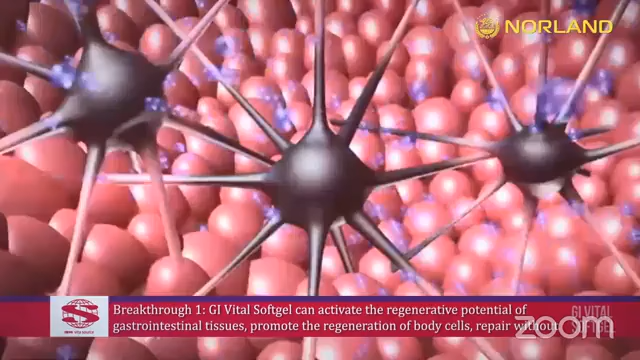 NORLAND
Breakthrough 1: GI Vital Softgel can activate the regenerative potential of
gastrointestinal tissues, promote the regeneration of body cells, repair without
GI VITAL
SOFTGEL
zoom